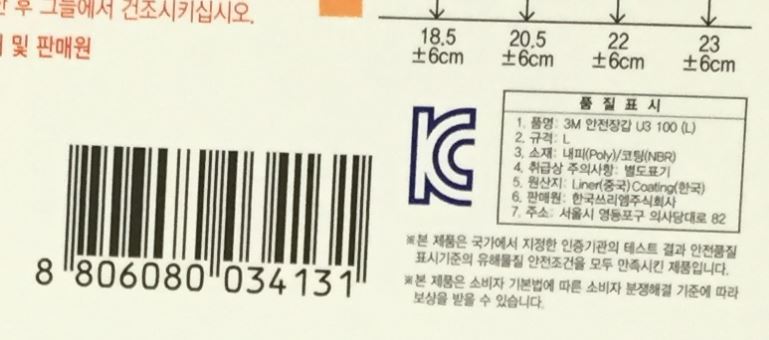 후 그늘에서 건조시키십시오.
및 판매원
18.5 20.5 22 23
±6cm ±6cm ±6cm ±6cm
KC
품 질 표 시
1. 품명: 3M 안전장갑 U3 100 (L)
2. 규격: L
3. 소재: 내피(Poly)/코팅(NBR)
4. 취급상 주의사항: 별도표기
5. 원산지: Liner(중국) Coating(한국)
6. 판매원: 한국쓰리엠주식회사
7. 주소: 서울시 영등포구 의사당대로 82
※본 제품은 국가에서 지정한 인증기관의 테스트 결과 안전품질
표시기준의 유해물질 안전조건을 모두 만족시킨 제품입니다.
※본 제품은 소비자 기본법에 따른 소비자 분쟁해결 기준에 따라
보상을 받을 수 있습니다.
8 806080 034131